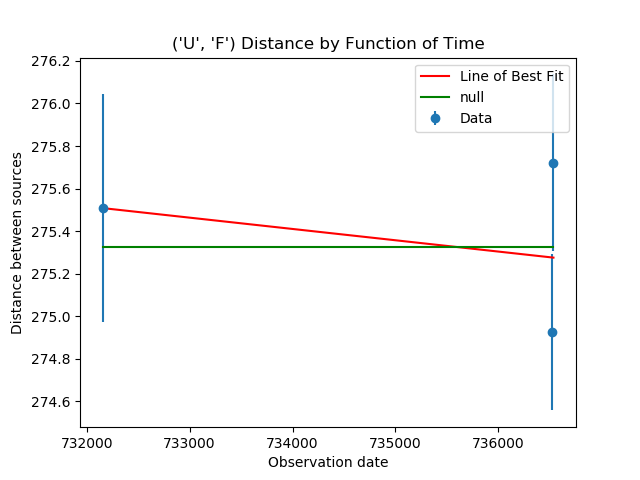 ('U', 'F') Distance by Function of Time
276.2
276.0
275.8
275.6
275.4
275.2
275.0
274.8
274.6
Distance between sources
Line of Best Fit
null
Data
732000 733000 734000 735000 736000
Observation date